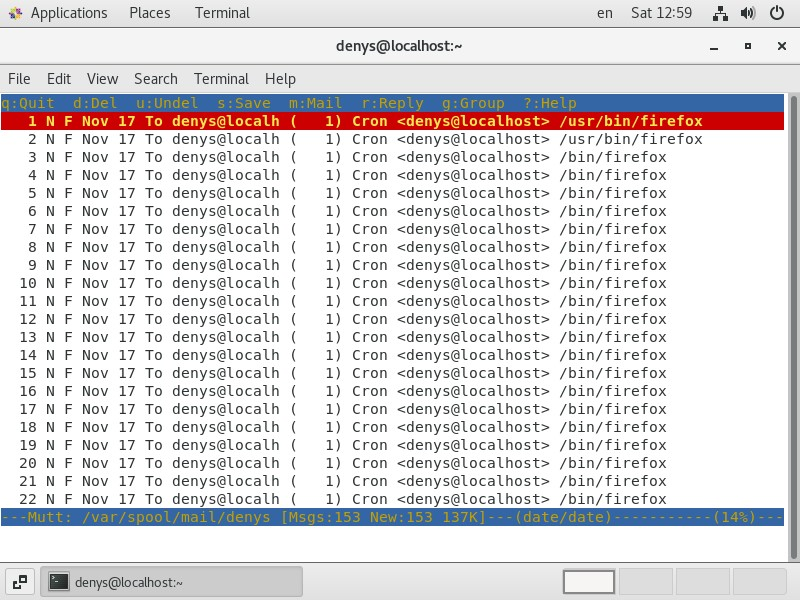 Applications Places Terminal en Sat 12:59
denys@localhost:~
File Edit View Search Terminal Help
q:Quit  d:Del  u:Undel  s:Save  m:Mail  r:Reply  g:Group  ?:Help
   1 N F Nov 17 To denys@localh (   1) Cron <denys@localhost> /usr/bin/firefox
   2 N F Nov 17 To denys@localh (   1) Cron <denys@localhost> /usr/bin/firefox
   3 N F Nov 17 To denys@localh (   1) Cron <denys@localhost> /bin/firefox
   4 N F Nov 17 To denys@localh (   1) Cron <denys@localhost> /bin/firefox
   5 N F Nov 17 To denys@localh (   1) Cron <denys@localhost> /bin/firefox
   6 N F Nov 17 To denys@localh (   1) Cron <denys@localhost> /bin/firefox
   7 N F Nov 17 To denys@localh (   1) Cron <denys@localhost> /bin/firefox
   8 N F Nov 17 To denys@localh (   1) Cron <denys@localhost> /bin/firefox
   9 N F Nov 17 To denys@localh (   1) Cron <denys@localhost> /bin/firefox
  10 N F Nov 17 To denys@localh (   1) Cron <denys@localhost> /bin/firefox
  11 N F Nov 17 To denys@localh (   1) Cron <denys@localhost> /bin/firefox
  12 N F Nov 17 To denys@localh (   1) Cron <denys@localhost> /bin/firefox
  13 N F Nov 17 To denys@localh (   1) Cron <denys@localhost> /bin/firefox
  14 N F Nov 17 To denys@localh (   1) Cron <denys@localhost> /bin/firefox
  15 N F Nov 17 To denys@localh (   1) Cron <denys@localhost> /bin/firefox
  16 N F Nov 17 To denys@localh (   1) Cron <denys@localhost> /bin/firefox
  17 N F Nov 17 To denys@localh (   1) Cron <denys@localhost> /bin/firefox
  18 N F Nov 17 To denys@localh (   1) Cron <denys@localhost> /bin/firefox
  19 N F Nov 17 To denys@localh (   1) Cron <denys@localhost> /bin/firefox
  20 N F Nov 17 To denys@localh (   1) Cron <denys@localhost> /bin/firefox
  21 N F Nov 17 To denys@localh (   1) Cron <denys@localhost> /bin/firefox
  22 N F Nov 17 To denys@localh (   1) Cron <denys@localhost> /bin/firefox
---Mutt: /var/spool/mail/denys [Msgs:153 New:153 137K]---(date/date)-----------(14%)---
denys@localhost:~